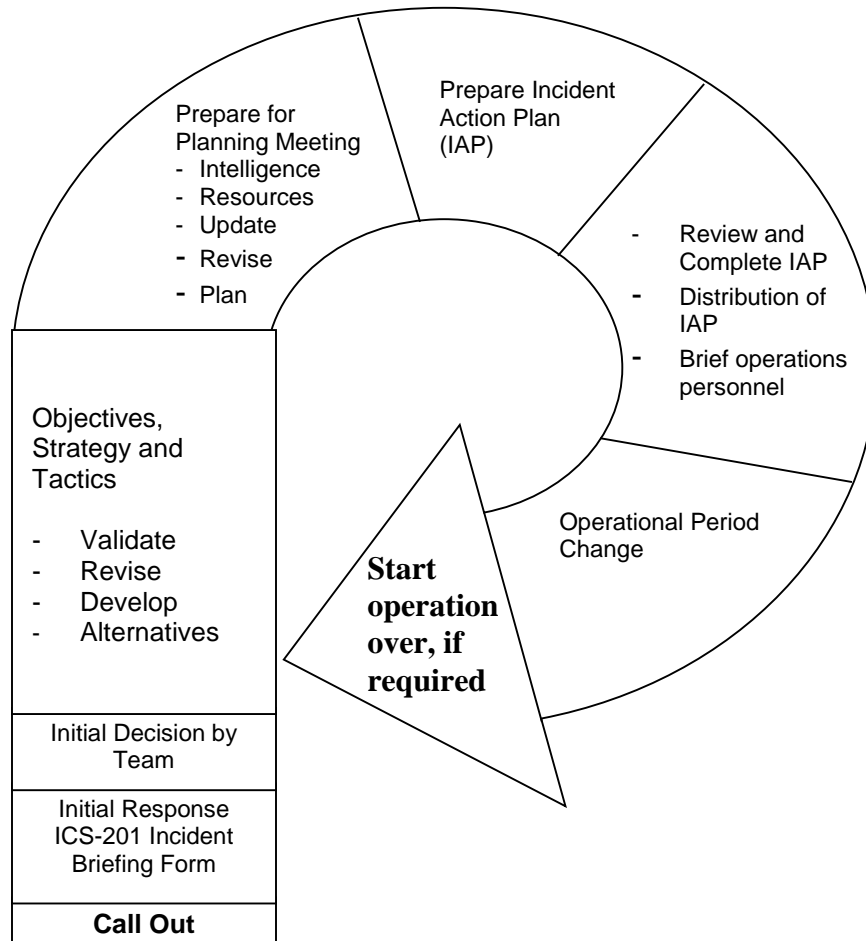 Prepare for
Planning Meeting
- Intelligence
- Resources
- Update
- Revise
- Plan
Prepare Incident
Action Plan
(IAP)
- Review and
Complete IAP
- Distribution of
IAP
- Brief operations
personnel
Operational Period
Change
Start
operation
over, if
required
Objectives,
Strategy and
Tactics
- Validate
- Revise
- Develop
- Alternatives
Initial Decision by
Team
Initial Response
ICS-201 Incident
Briefing Form
Call Out